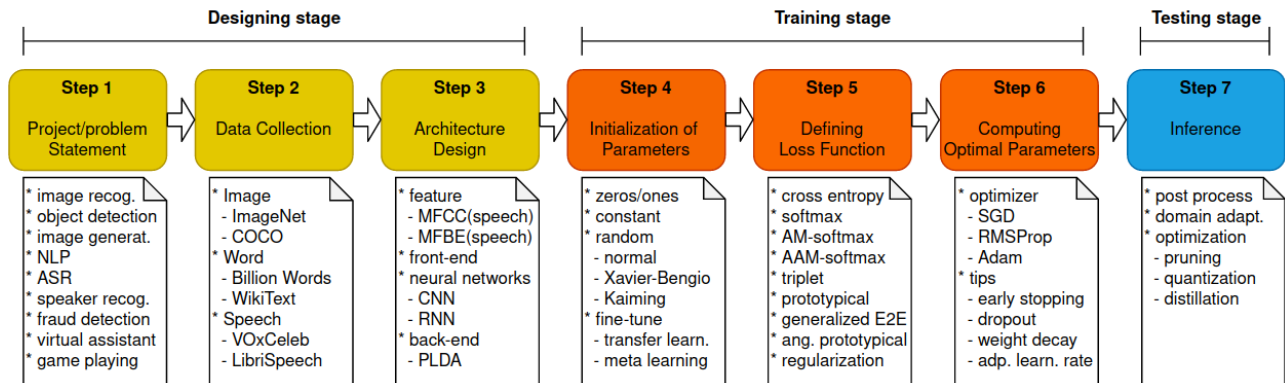 Designing stage
Training stage
Testing stage
Step 1
Project/problem
Statement
Step 2
Data Collection
Step 3
Architecture
Design
Step 4
Initialization of
Parameters
Step 5
Defining
Loss Function
Step 6
Computing
Optimal Parameters
Step 7
Inference
* image recog.
* object detection
* image generat.
* NLP
* ASR
* speaker recog.
* fraud detection
* virtual assistant
* game playing
* Image
- ImageNet
- COCO
* Word
- Billion Words
- WikiText
* Speech
- VOxCeleb
- LibriSpeech
* feature
- MFCC(speech)
- MFBE(speech)
* front-end
* neural networks
- CNN
- RNN
* back-end
- PLDA
* zeros/ones
* constant
* random
- normal
- Xavier-Bengio
- Kaiming
* fine-tune
- transfer learn.
- meta learning
* cross entropy
* softmax
* AM-softmax
* AAM-softmax
* triplet
* prototypical
* generalized E2E
* ang. prototypical
* regularization
* optimizer
- SGD
- RMSProp
- Adam
* tips
- early stopping
- dropout
- weight decay
- adp. learn. rate
* post process
* domain adapt.
* optimization
- pruning
- quantization
- distillation